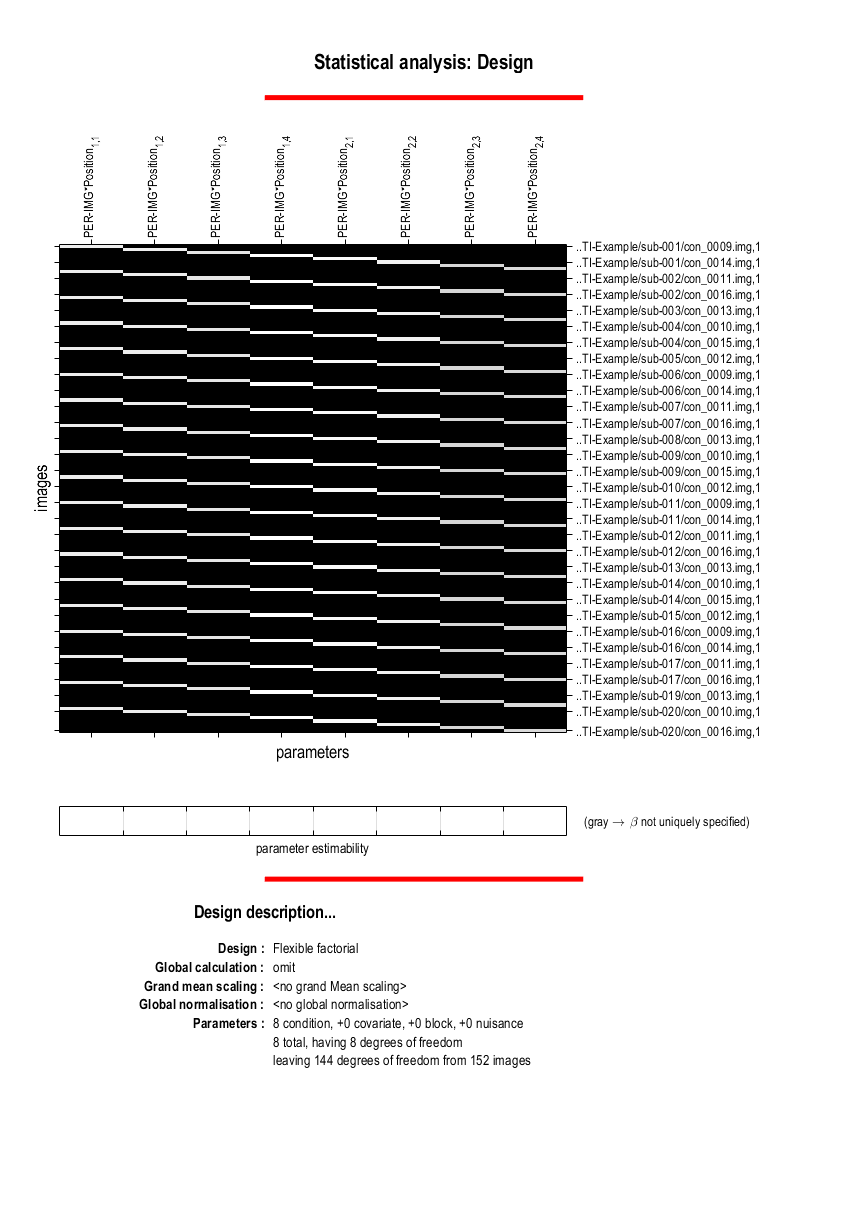 Statistical analysis: Design
PER-IMG*Position1,1
PER-IMG*Position1,2
PER-IMG*Position1,3
PER-IMG*Position1,4
PER-IMG*Position2,1
PER-IMG*Position2,2
PER-IMG*Position2,3
PER-IMG*Position2,4
images
..TI-Example/sub-001/con_0009.img,1
..TI-Example/sub-001/con_0014.img,1
..TI-Example/sub-002/con_0011.img,1
..TI-Example/sub-002/con_0016.img,1
..TI-Example/sub-003/con_0013.img,1
..TI-Example/sub-004/con_0010.img,1
..TI-Example/sub-004/con_0015.img,1
..TI-Example/sub-005/con_0012.img,1
..TI-Example/sub-006/con_0009.img,1
..TI-Example/sub-006/con_0014.img,1
..TI-Example/sub-007/con_0011.img,1
..TI-Example/sub-007/con_0016.img,1
..TI-Example/sub-008/con_0013.img,1
..TI-Example/sub-009/con_0010.img,1
..TI-Example/sub-009/con_0015.img,1
..TI-Example/sub-010/con_0012.img,1
..TI-Example/sub-011/con_0009.img,1
..TI-Example/sub-011/con_0014.img,1
..TI-Example/sub-012/con_0011.img,1
..TI-Example/sub-012/con_0016.img,1
..TI-Example/sub-013/con_0013.img,1
..TI-Example/sub-014/con_0010.img,1
..TI-Example/sub-014/con_0015.img,1
..TI-Example/sub-015/con_0012.img,1
..TI-Example/sub-016/con_0009.img,1
..TI-Example/sub-016/con_0014.img,1
..TI-Example/sub-017/con_0011.img,1
..TI-Example/sub-017/con_0016.img,1
..TI-Example/sub-019/con_0013.img,1
..TI-Example/sub-020/con_0010.img,1
..TI-Example/sub-020/con_0016.img,1
parameters
(gray → β not uniquely specified)
parameter estimability
Design description...
Design : Flexible factorial
Global calculation : omit
Grand mean scaling : <no grand Mean scaling>
Global normalisation : <no global normalisation>
Parameters : 8 condition, +0 covariate, +0 block, +0 nuisance
8 total, having 8 degrees of freedom
leaving 144 degrees of freedom from 152 images